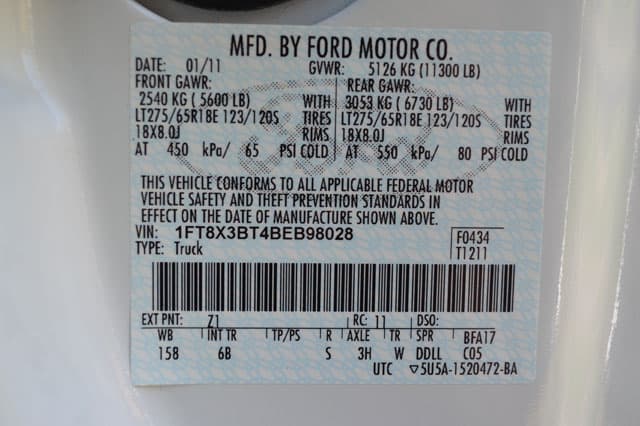 MFD. BY FORD MOTOR CO.
DATE: 01/11 GVWR: 5126 KG (11300 LB)
FRONT GAWR: REAR GAWR:
2540 KG ( 5600 LB) WITH 3053 KG ( 6730 LB) WITH
LT275/65R18E 123/120S TIRES LT275/65R18E 123/120S TIRES
18X8.0J RIMS 18X8.0J RIMS
AT 450 kPa/ 65 PSI COLD AT 550 kPa/ 80 PSI COLD
THIS VEHICLE CONFORMS TO ALL APPLICABLE FEDERAL MOTOR
VEHICLE SAFETY AND THEFT PREVENTION STANDARDS IN
EFFECT ON THE DATE OF MANUFACTURE SHOWN ABOVE.
VIN: 1FT8X3BT4BEB98028 F0434
TYPE: Truck T1211
EXT PNT: Z1 RC: 11 DSO:
WB INT TR TP/PS R AXLE TR SPR BFA17
158 6B S 3H W DDLL C05
UTC ▽5U5A-1520472-BA